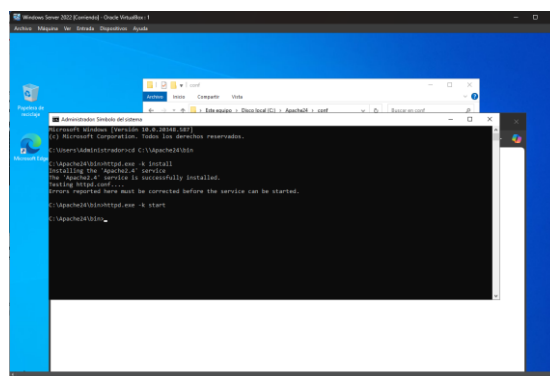 Windows Server 2022 [Corriendo] - Oracle VirtualBox : 1
Archivo Máquina Ver Entrada Dispositivos Ayuda
Papelera de
reciclaje
Microsoft Edge
conf
Archivo Inicio Compartir Vista
Este equipo > Disco local (C:) > Apache24 > conf
Buscar en conf
Administrador: Símbolo del sistema
Microsoft Windows [Versión 10.0.20348.587]
(c) Microsoft Corporation. Todos los derechos reservados.
C:\Users\Administrador>cd C:\Apache24\bin
C:\Apache24\bin>httpd.exe -k install
Installing the 'Apache2.4' service
The 'Apache2.4' service is successfully installed.
Testing httpd.conf....
Errors reported here must be corrected before the service can be started.
C:\Apache24\bin>httpd.exe -k start
C:\Apache24\bin>